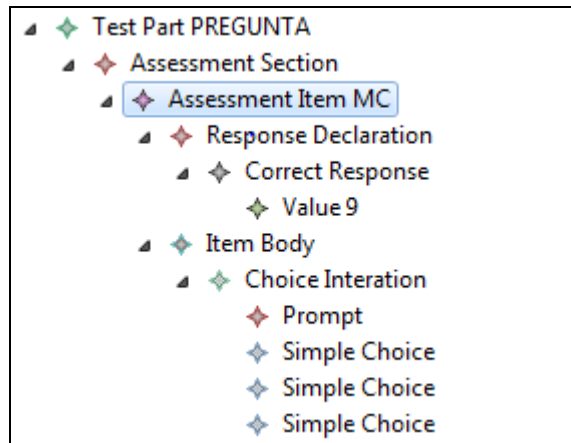 Test Part PREGUNTA
Assessment Section
Assessment Item MC
Response Declaration
Correct Response
Value 9
Item Body
Choice Interation
Prompt
Simple Choice
Simple Choice
Simple Choice